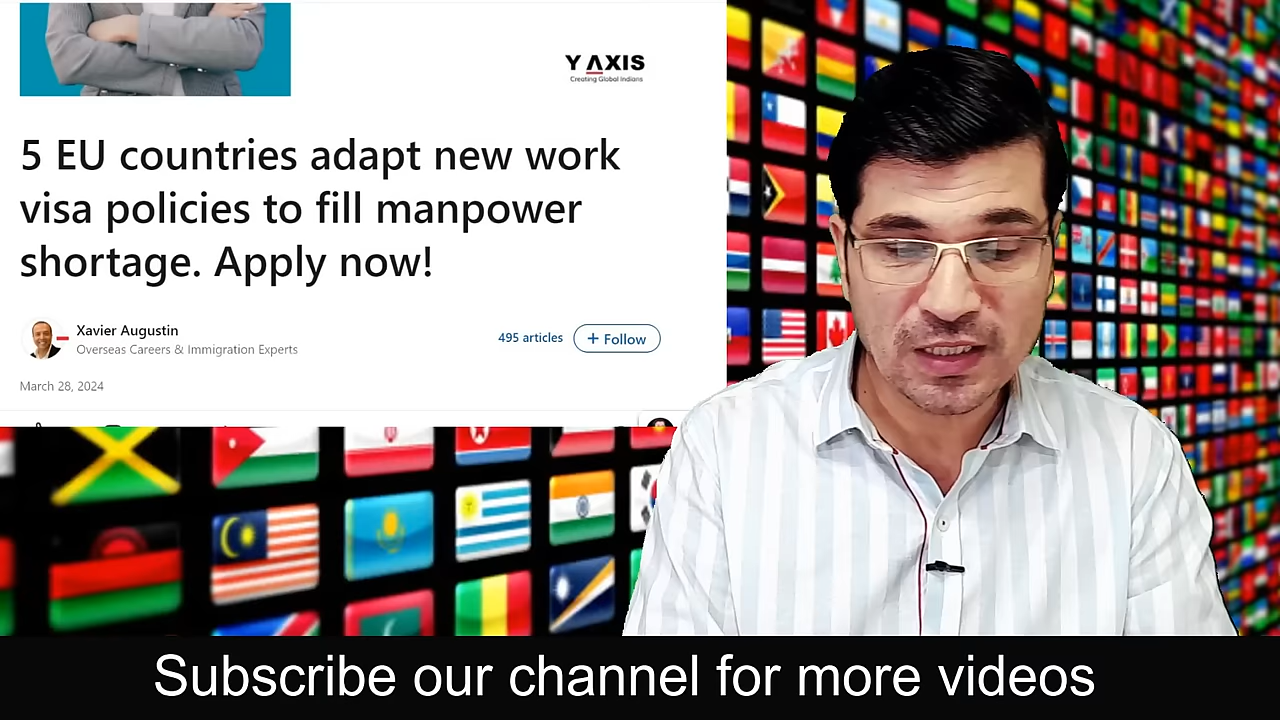 Y AXIS
Creating Global Indians
5 EU countries adapt new work
visa policies to fill manpower
shortage. Apply now!
Xavier Augustin
Overseas Careers & Immigration Experts
495 articles
+ Follow
March 28, 2024
Subscribe our channel for more videos